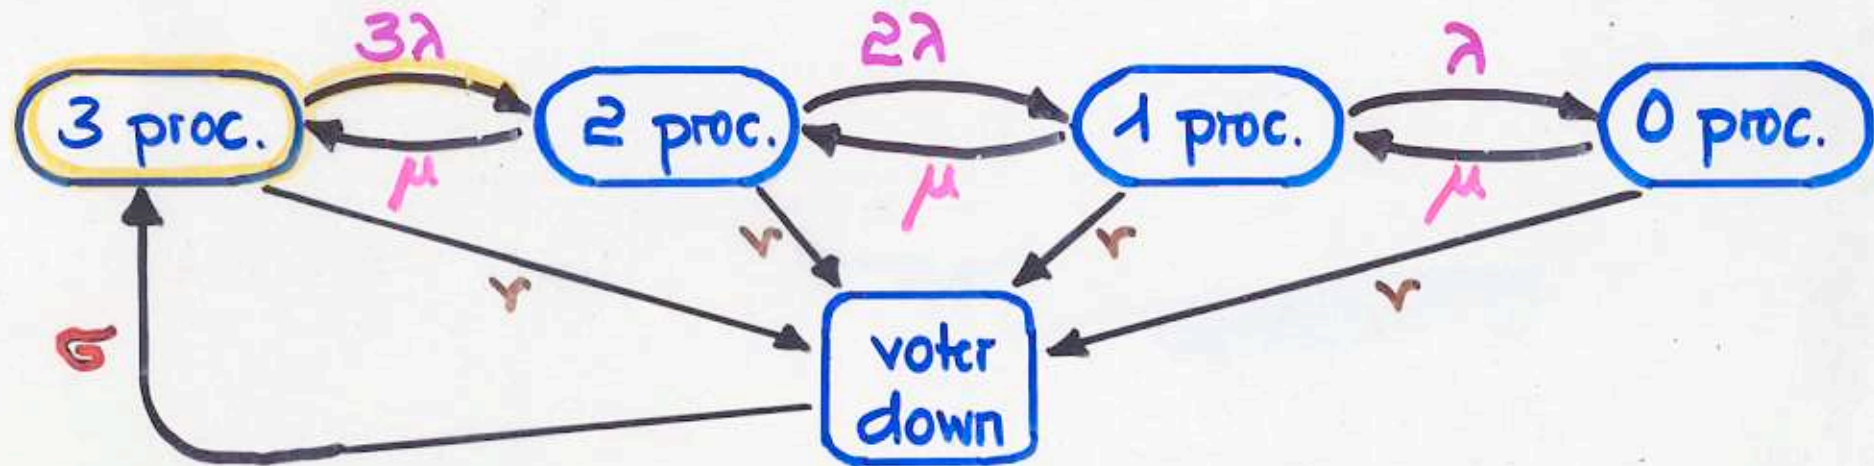 3λ 2λ λ
3 proc. 2 proc. 1 proc. 0 proc.
μ μ μ
ν ν ν ν
σ
voter
down